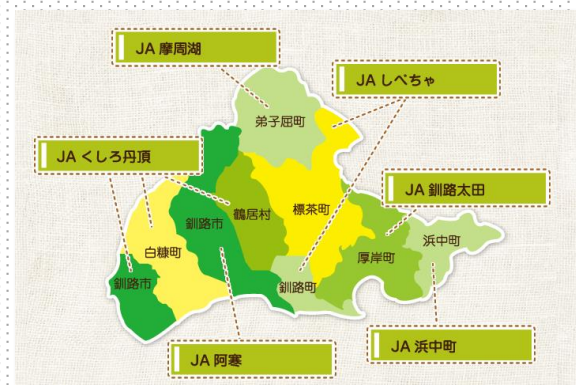 JA 摩周湖
JA しべちゃ
弟子屈町
JA くしろ丹頂
JA 釧路太田
鶴居村
標茶町
釧路市
浜中町
白糠町
厚岸町
釧路市
釧路町
JA 浜中町
JA 阿寒